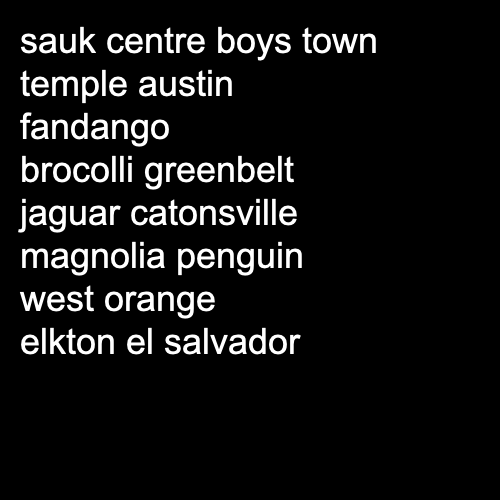 sauk centre boys town
temple austin
fandango
brocolli greenbelt
jaguar catonsville
magnolia penguin
west orange
elkton el salvador